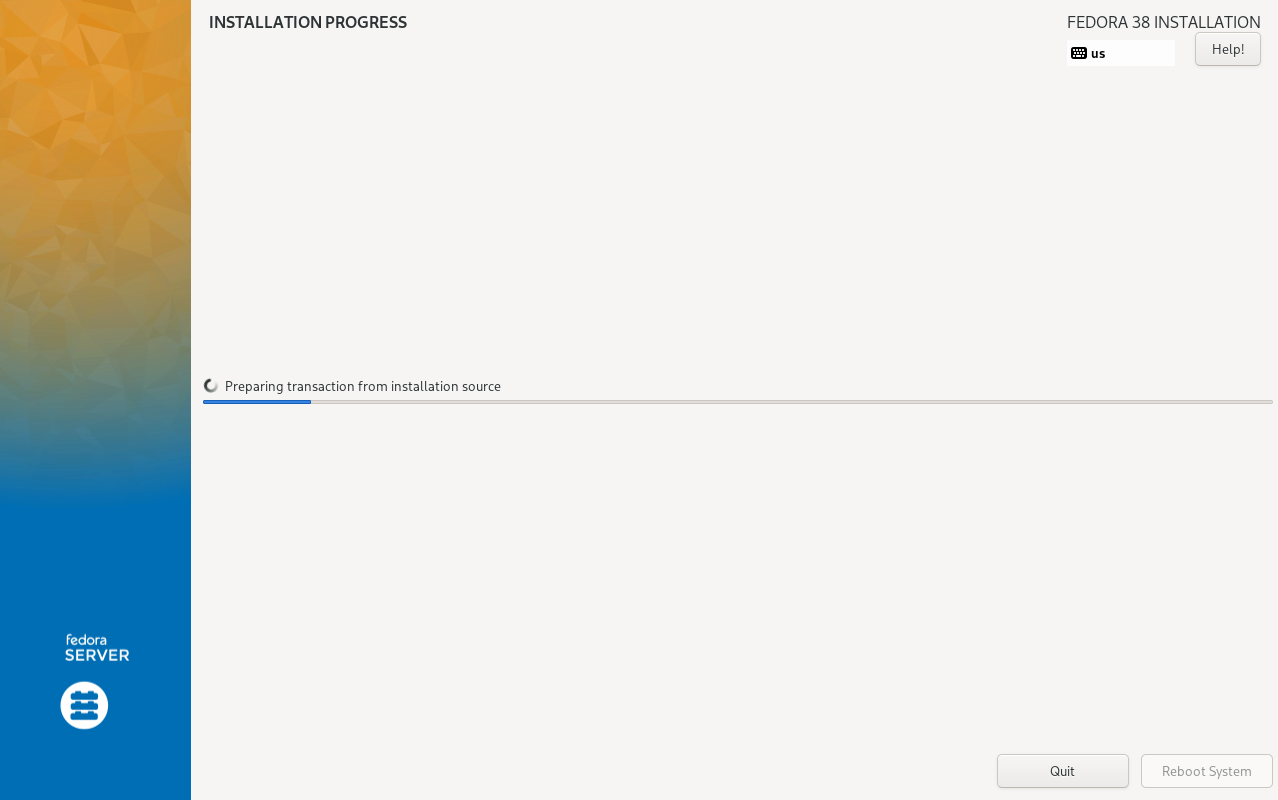 INSTALLATION PROGRESS
FEDORA 38 INSTALLATION
us
Help!
Preparing transaction from installation source
fedora
SERVER
Quit
Reboot System